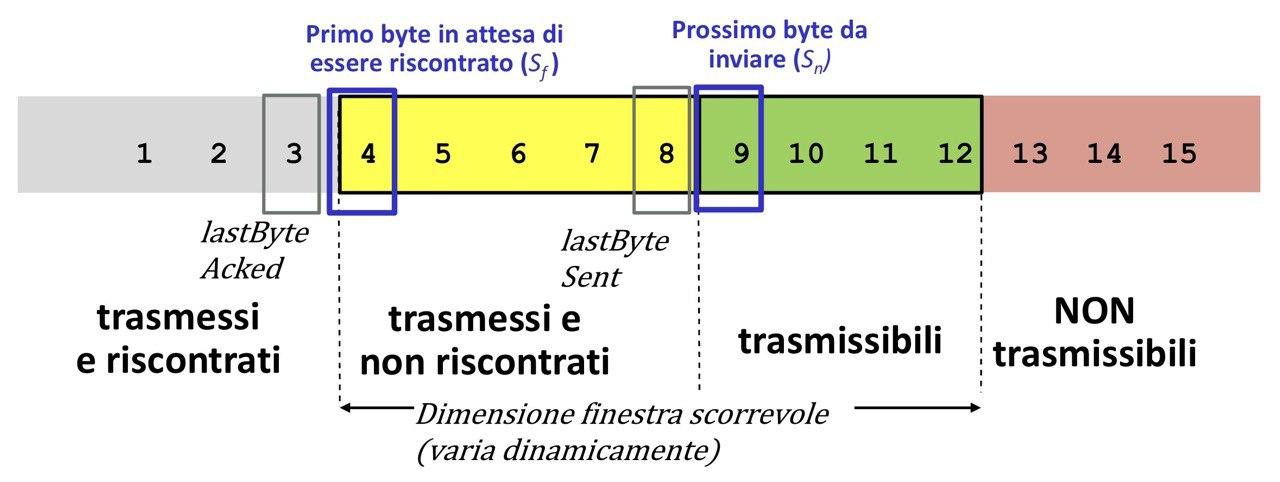 Primo byte in attesa di
essere riscontrato (Sf)
Prossimo byte da
inviare (Sn)
1 2 3 4 5 6 7 8 9 10 11 12 13 14 15
lastByte
Acked
lastByte
Sent
trasmessi
e riscontrati
trasmessi e
non riscontrati
trasmissibili
NON
trasmissibili
Dimensione finestra scorrevole
(varia dinamicamente)